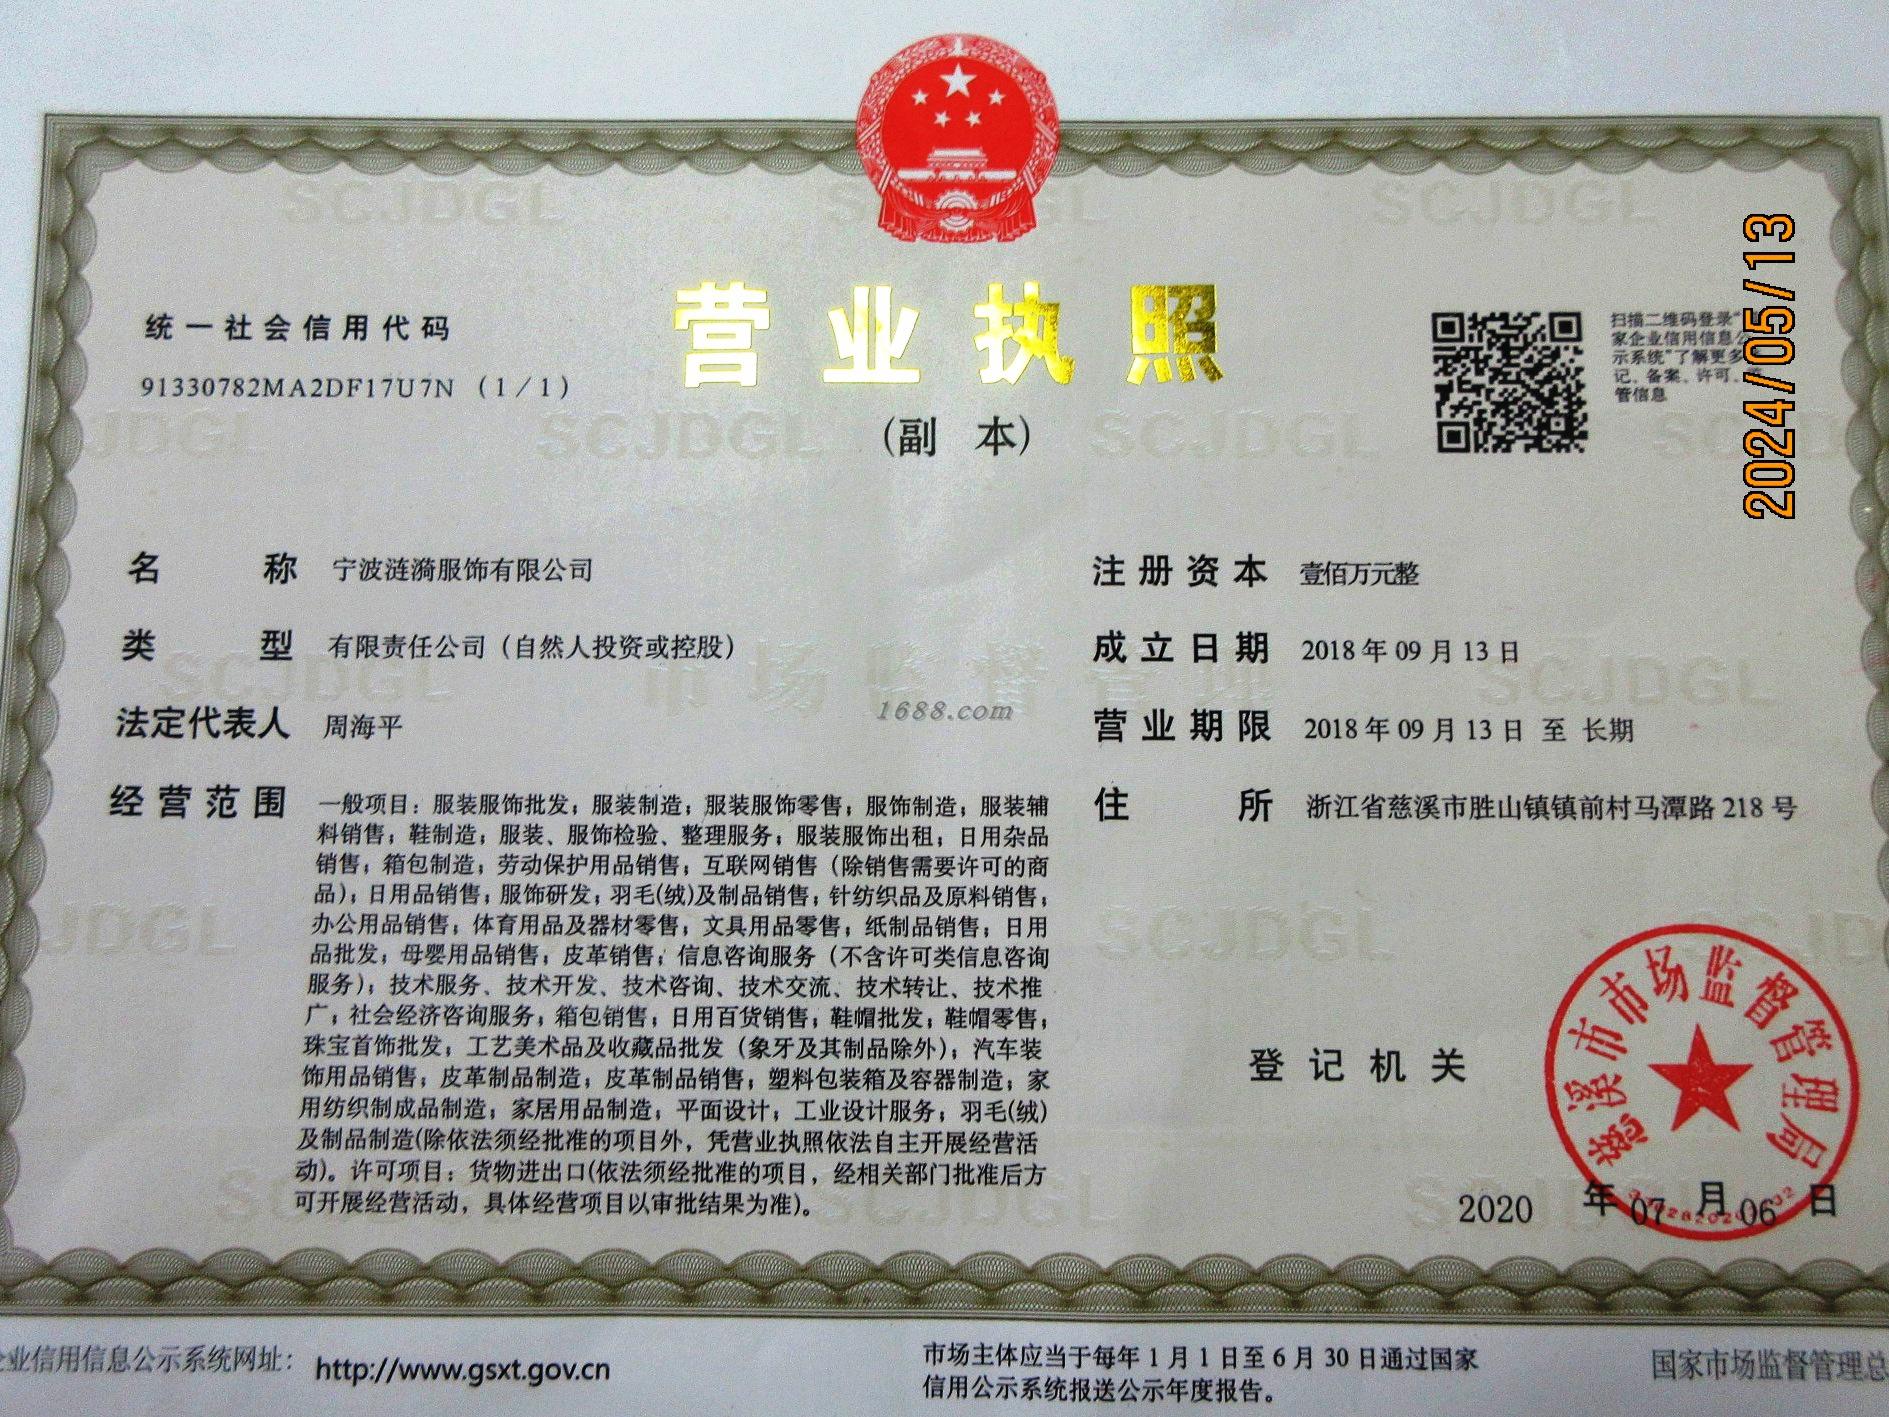 SCJDGL
SCJDGL
营业执照
(副 本)
统一社会信用代码
91330782MA2DF17U7N (1/1)
扫描二维码登录"
家企业信用信息公
示系统"了解更多
记、备案、许可、
管信息
2024/05/13
SCJDGL
SCJDGL
名 称 宁波涟漪服饰有限公司
类 型 有限责任公司（自然人投资或控股）
法定代表人 周海平
经营范围 一般项目：服装服饰批发；服装制造；服装服饰零售；服饰制造；服装辅
料销售；鞋制造；服装、服饰检验、整理服务；服装服饰出租；日用杂品
销售；箱包制造；劳动保护用品销售；互联网销售（除销售需要许可的商
品）；日用品销售；服饰研发；羽毛(绒)及制品销售；针纺织品及原料销售；
办公用品销售；体育用品及器材零售；文具用品零售；纸制品销售；日用
品批发；母婴用品销售；皮革销售；信息咨询服务（不含许可类信息咨询
服务）；技术服务、技术开发、技术咨询、技术交流、技术转让、技术推
广；社会经济咨询服务；箱包销售；日用百货销售；鞋帽批发；鞋帽零售；
珠宝首饰批发；工艺美术品及收藏品批发（象牙及其制品除外）；汽车装
饰用品销售；皮革制品制造；皮革制品销售；塑料包装箱及容器制造；家
用纺织制成品制造；家居用品制造；平面设计；工业设计服务；羽毛(绒)
及制品制造(除依法须经批准的项目外，凭营业执照依法自主开展经营活
动)。许可项目：货物进出口(依法须经批准的项目，经相关部门批准后方
可开展经营活动，具体经营项目以审批结果为准)。
注册资本 壹佰万元整
成立日期 2018年09月13日
营业期限 2018年09月13日 至 长期
住 所 浙江省慈溪市胜山镇镇前村马潭路218号
市场监督管理
1688.com
SCJDGL
SCJDGL
登记机关
慈溪市市场监督管理局
2020 年 07 月 06 日
企业信用信息公示系统网址：
http://www.gsxt.gov.cn
市场主体应当于每年1月1日至6月30日通过国家
信用公示系统报送公示年度报告。
国家市场监督管理总